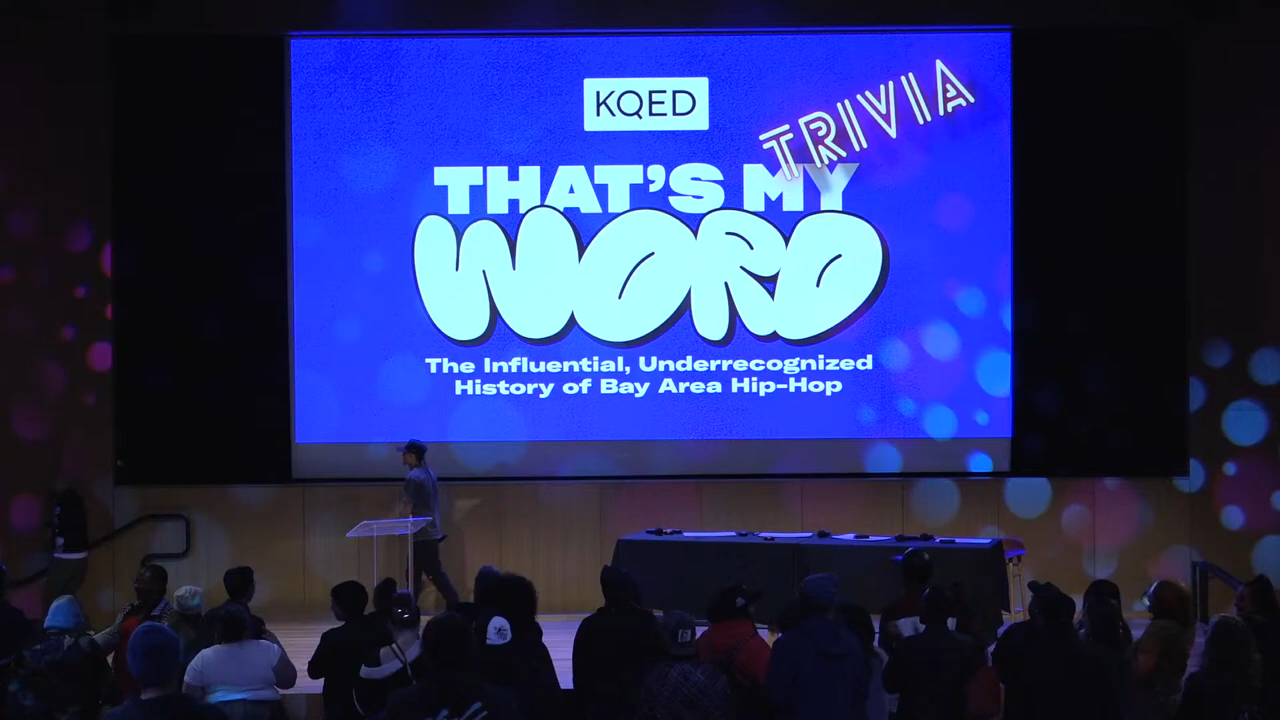 KQED
TRIVIA
THAT'S MY
WORD
The Influential, Underrecognized
History of Bay Area Hip-Hop